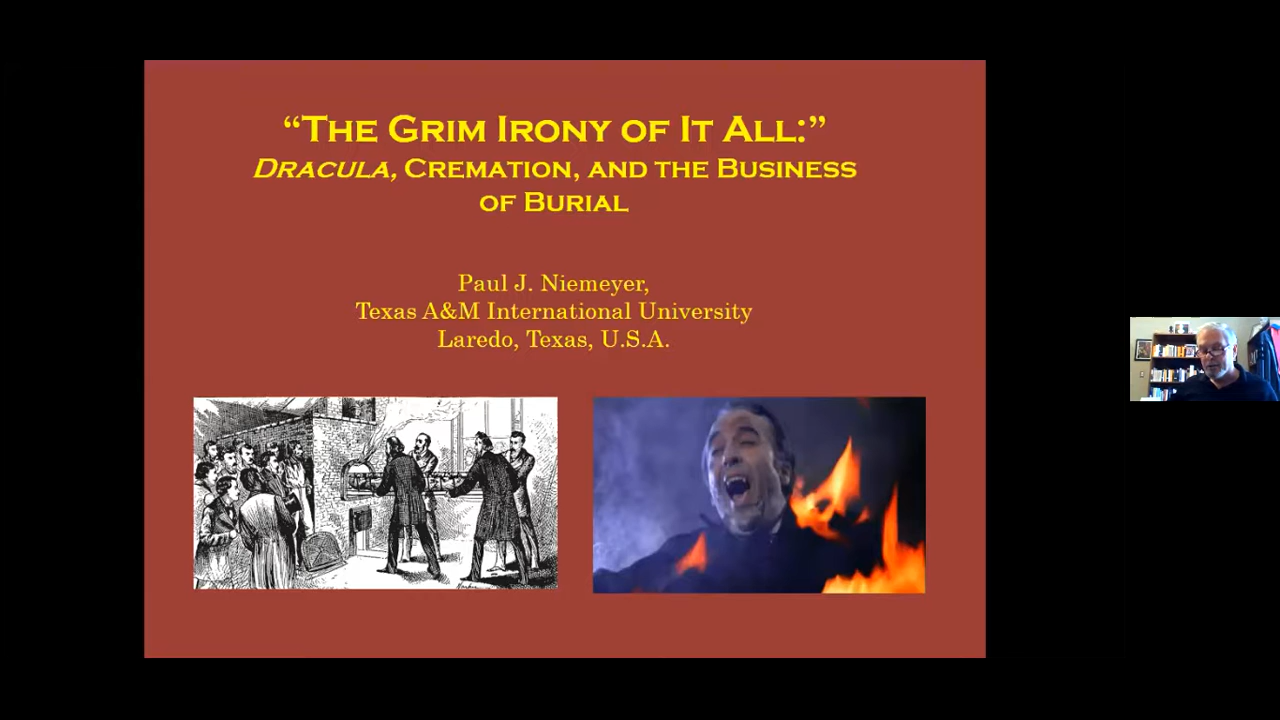 “The Grim Irony of It All:”
Dracula, Cremation, and the Business
of Burial
Paul J. Niemeyer,
Texas A&M International University
Laredo, Texas, U.S.A.